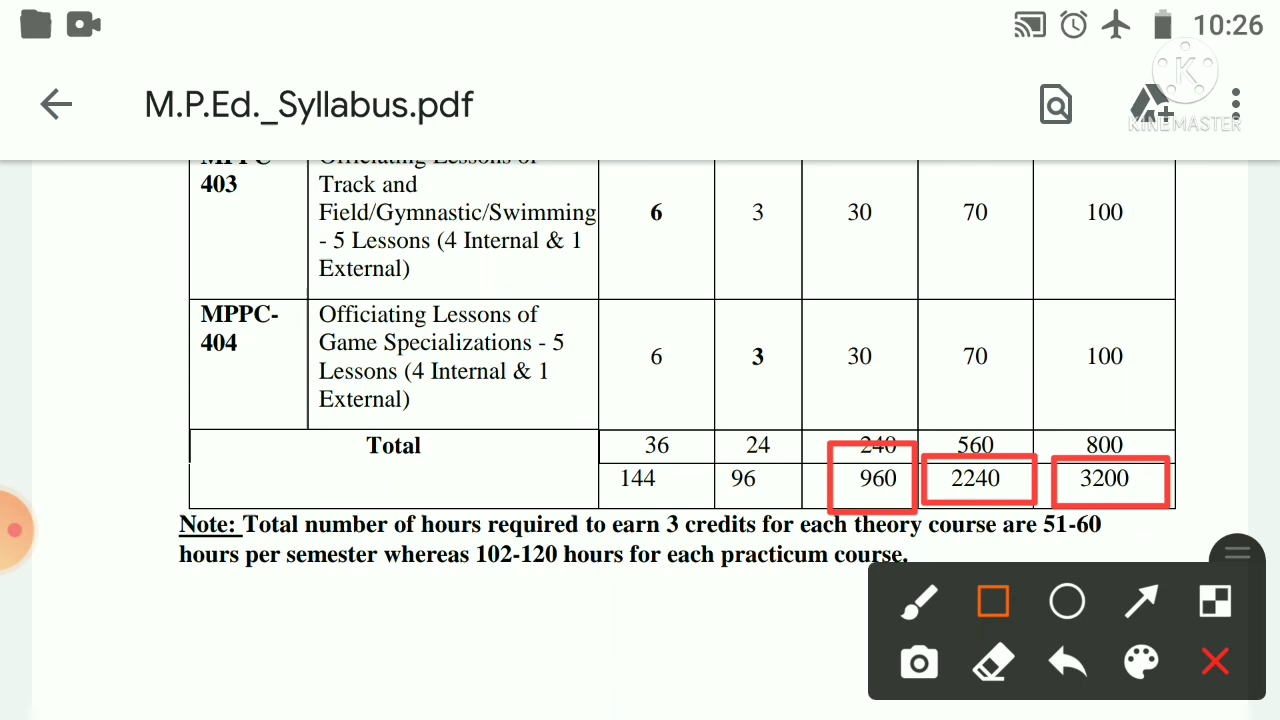 10:26
M.P.Ed._Syllabus.pdf
KINEMASTER
MPPC-
403
Officiating Lessons of
Track and
Field/Gymnastic/Swimming
- 5 Lessons (4 Internal & 1
External)
6 3 30 70 100
MPPC-
404
Officiating Lessons of
Game Specializations - 5
Lessons (4 Internal & 1
External)
6 3 30 70 100
Total 36 24 240 560 800
144 96 960 2240 3200
Note: Total number of hours required to earn 3 credits for each theory course are 51-60
hours per semester whereas 102-120 hours for each practicum course.